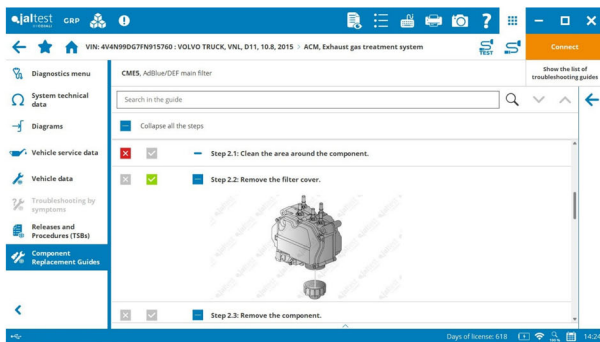 jaltest GRP
VIN: 4V4N99DG7FN915760 : VOLVO TRUCK, VNL, D11, 10.8, 2015 > ACM, Exhaust gas treatment system
TEST
Connect
Diagnostics menu
System technical
data
Diagrams
Vehicle service data
Vehicle data
Troubleshooting by
symptoms
Releases and
Procedures (TSBs)
Component
Replacement Guides
CME5, AdBlue/DEF main filter
Show the list of
troubleshooting guides
Search in the guide
Collapse all the steps
Step 2.1: Clean the area around the component.
Step 2.2: Remove the filter cover.
Step 2.3: Remove the component.
Days of license: 618
14:24